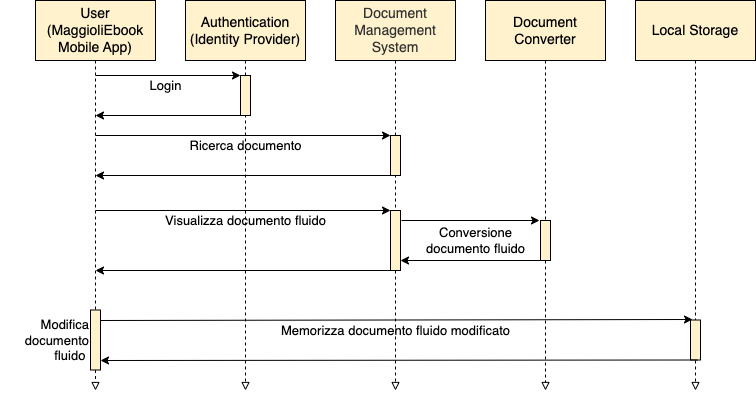 User
(MaggioliEbook
Mobile App)
Authentication
(Identity Provider)
Document
Management
System
Document
Converter
Local Storage
Login
Ricerca documento
Visualizza documento fluido
Conversione
documento fluido
Modifica
documento
fluido
Memorizza documento fluido modificato